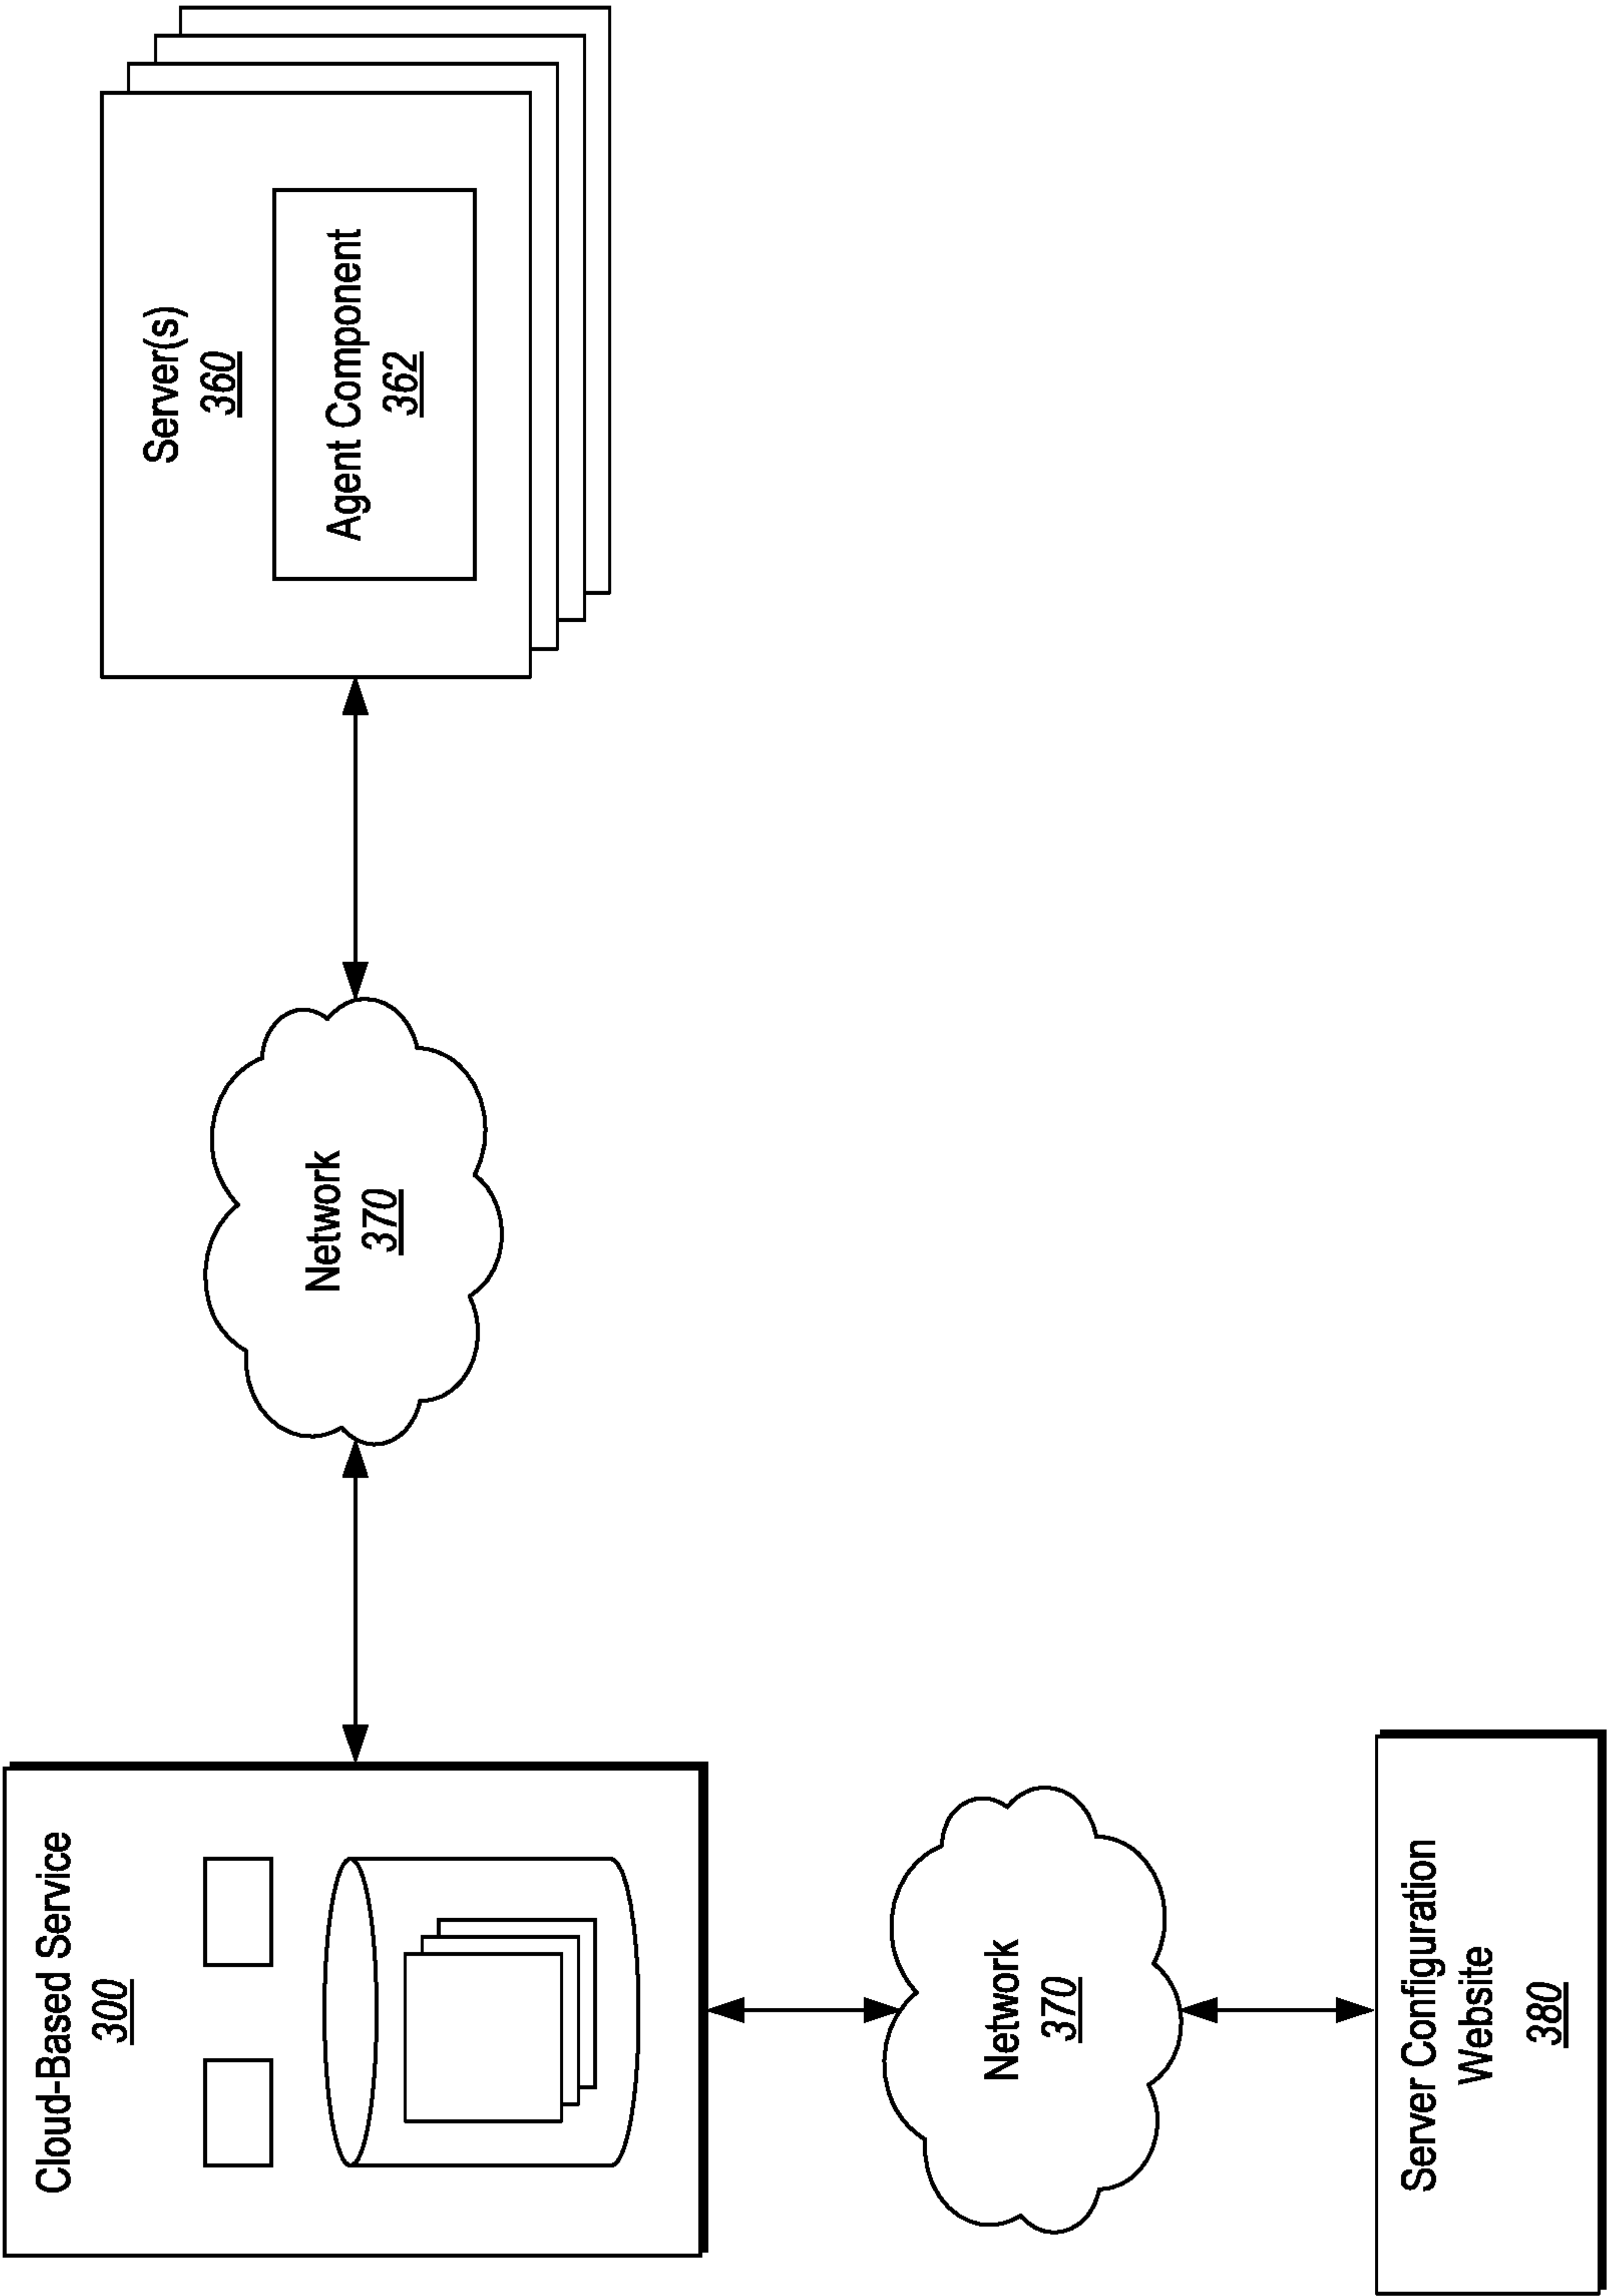 Cloud-Based Service
300
Network
370
Server(s)
360
Agent Component
362
Network
370
Server Configuration
Website
380